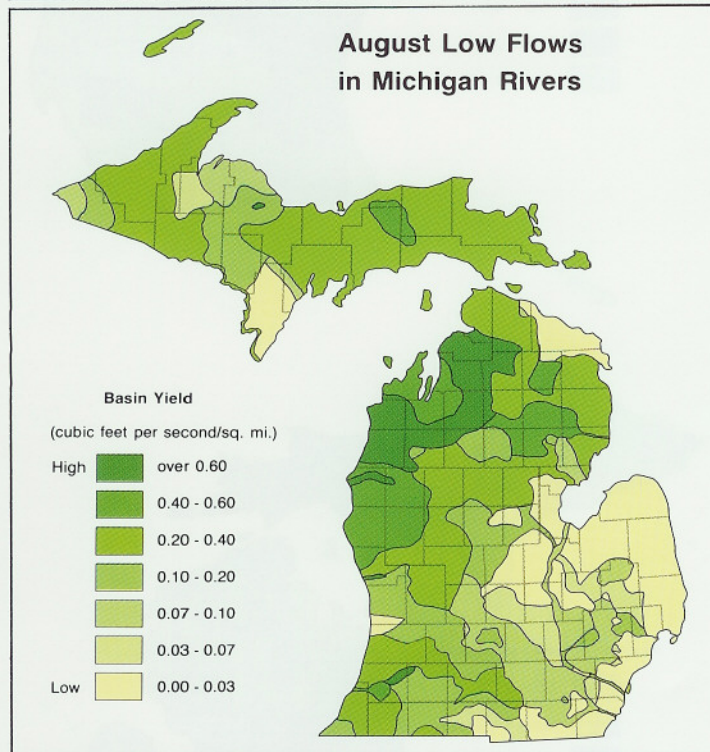 August Low Flows
in Michigan Rivers
Basin Yield
(cubic feet per second/sq. mi.)
High over 0.60
0.40 - 0.60
0.20 - 0.40
0.10 - 0.20
0.07 - 0.10
0.03 - 0.07
Low 0.00 - 0.03